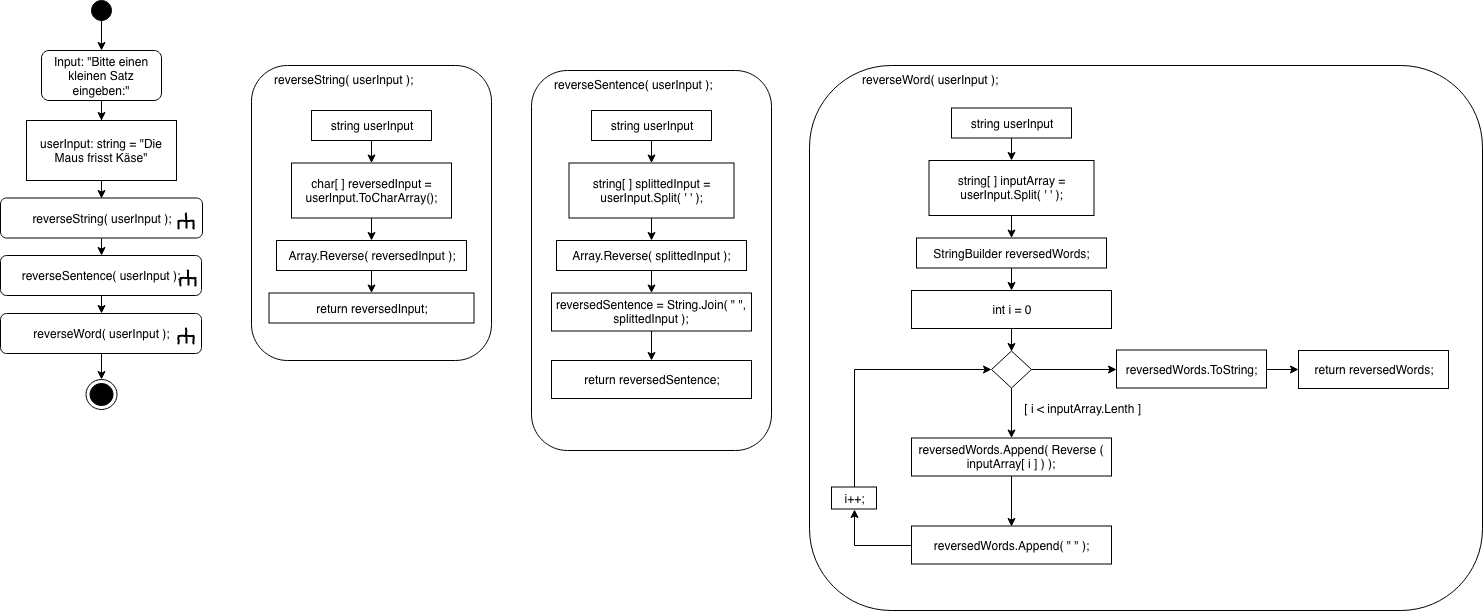 Input: "Bitte einen
kleinen Satz
eingeben:"
userInput: string = "Die
Maus frisst Käse"
reverseString( userInput );
reverseSentence( userInput );
reverseWord( userInput );
reverseString( userInput );
string userInput
char[ ] reversedInput =
userInput.ToCharArray();
Array.Reverse( reversedInput );
return reversedInput;
reverseSentence( userInput );
string userInput
string[ ] splittedInput =
userInput.Split( ' ' );
Array.Reverse( splittedInput );
reversedSentence = String.Join( " ",
splittedInput );
return reversedSentence;
reverseWord( userInput );
string userInput
string[ ] inputArray =
userInput.Split( ' ' );
StringBuilder reversedWords;
int i = 0
reversedWords.ToString;
return reversedWords;
[ i < inputArray.Lenth ]
reversedWords.Append( Reverse (
inputArray[ i ] ) );
i++;
reversedWords.Append( " " );